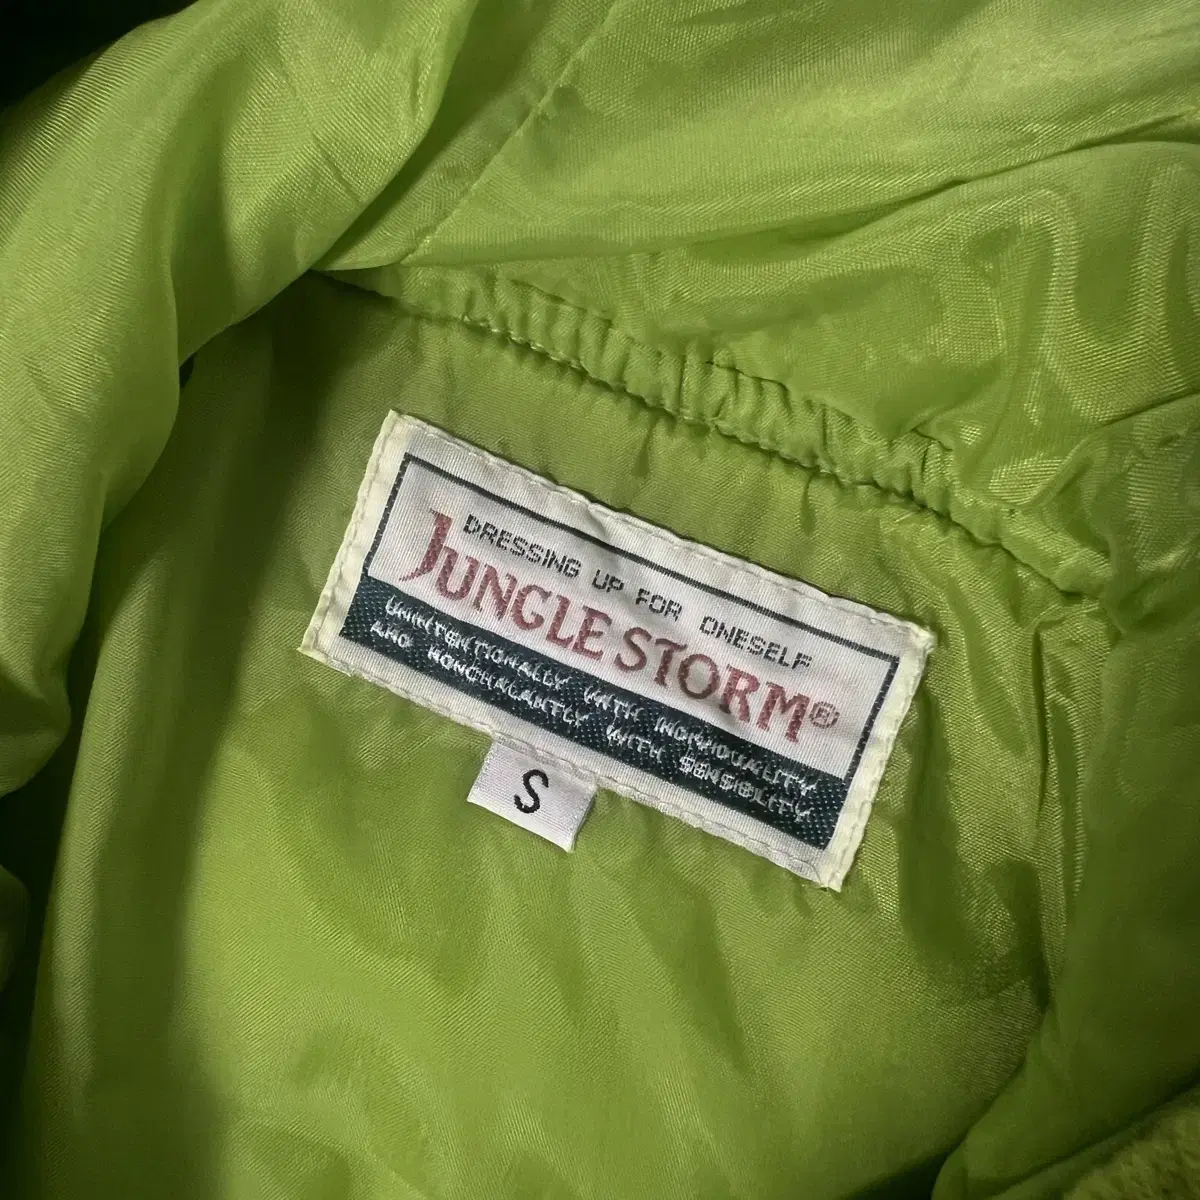 DRESSING UP FOR ONESELF
JUNGLE STORM®
UNINTENTIONALLY WITH INDIVIDUALITY
AND NONCHALANTLY WITH SENSIBILITY
S